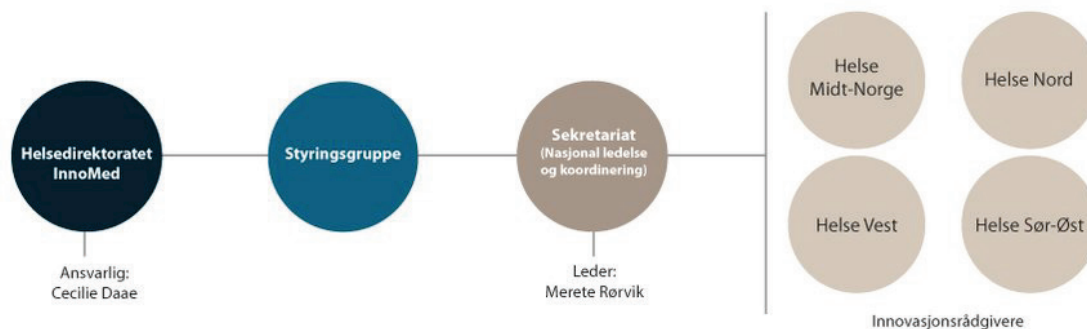 Helsedirektoratet
InnoMed
Ansvarlig:
Cecilie Daae
Styringsgruppe
Sekretariat
(Nasjonal ledelse
og koordinering)
Leder:
Merete Rørvik
Helse
Midt-Norge
Helse Nord
Helse Vest
Helse Sør-Øst
Innovasjonsrådgivere